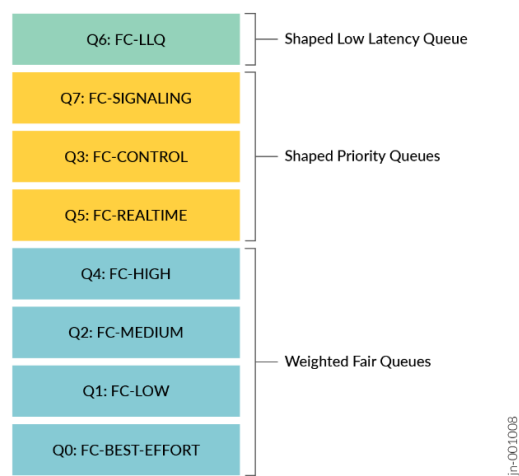 Q6: FC-LLQ
Shaped Low Latency Queue
Q7: FC-SIGNALING
Q3: FC-CONTROL
Shaped Priority Queues
Q5: FC-REALTIME
Q4: FC-HIGH
Q2: FC-MEDIUM
Weighted Fair Queues
Q1: FC-LOW
Q0: FC-BEST-EFFORT
jn-001008